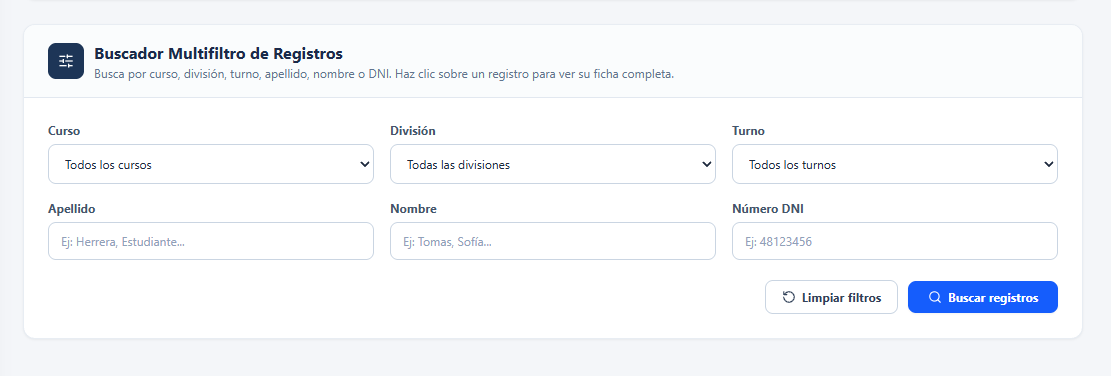 Buscador Multifiltro de Registros
Busca por curso, división, turno, apellido, nombre o DNI. Haz clic sobre un registro para ver su ficha completa.
Curso
División
Turno
Todos los cursos
Todas las divisiones
Todos los turnos
Apellido
Nombre
Número DNI
Ej: Herrera, Estudiante...
Ej: Tomas, Sofía...
Ej: 48123456
Limpiar filtros
Buscar registros